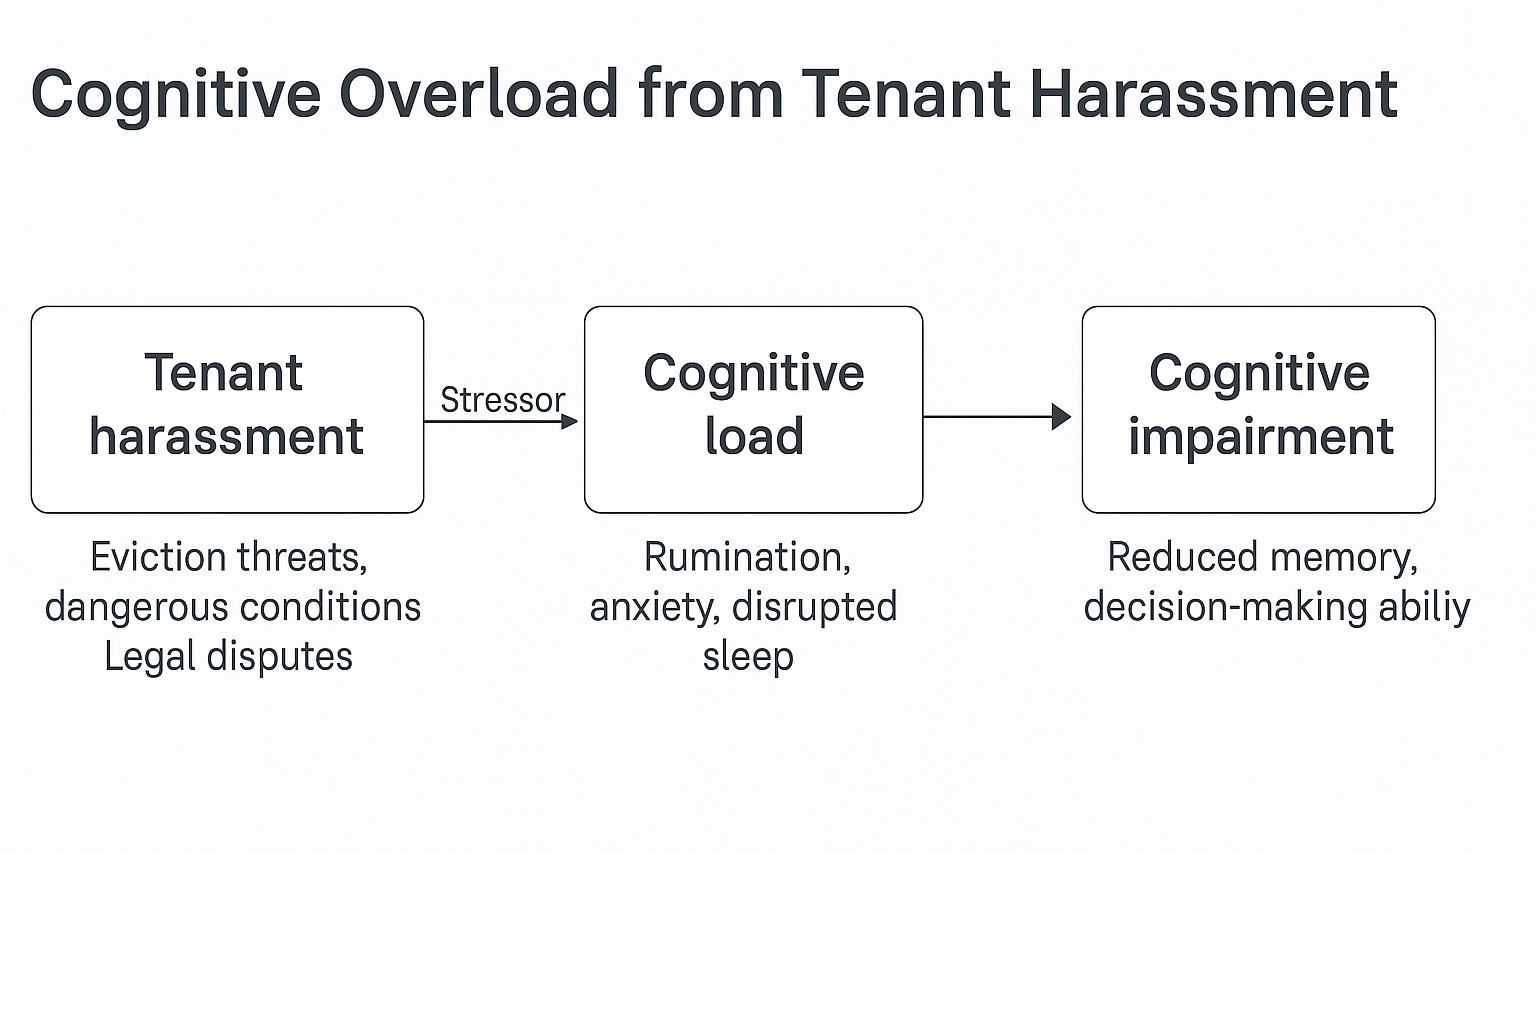 Cognitive Overload from Tenant Harassment
Tenant
harassment
Stressor
Cognitive
load
Cognitive
impairment
Eviction threats,
dangerous conditions
Legal disputes
Rumination,
anxiety, disrupted
sleep
Reduced memory,
decision-making abiliy